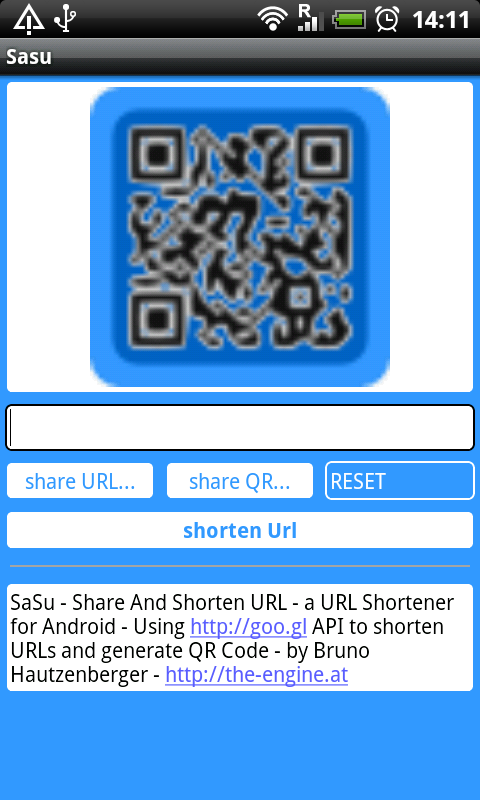 R 14:11
Sasu
share URL... share QR... RESET
shorten Url
SaSu - Share And Shorten URL - a URL Shortener
for Android - Using http://goo.gl API to shorten
URLs and generate QR Code - by Bruno
Hautzenberger - http://the-engine.at